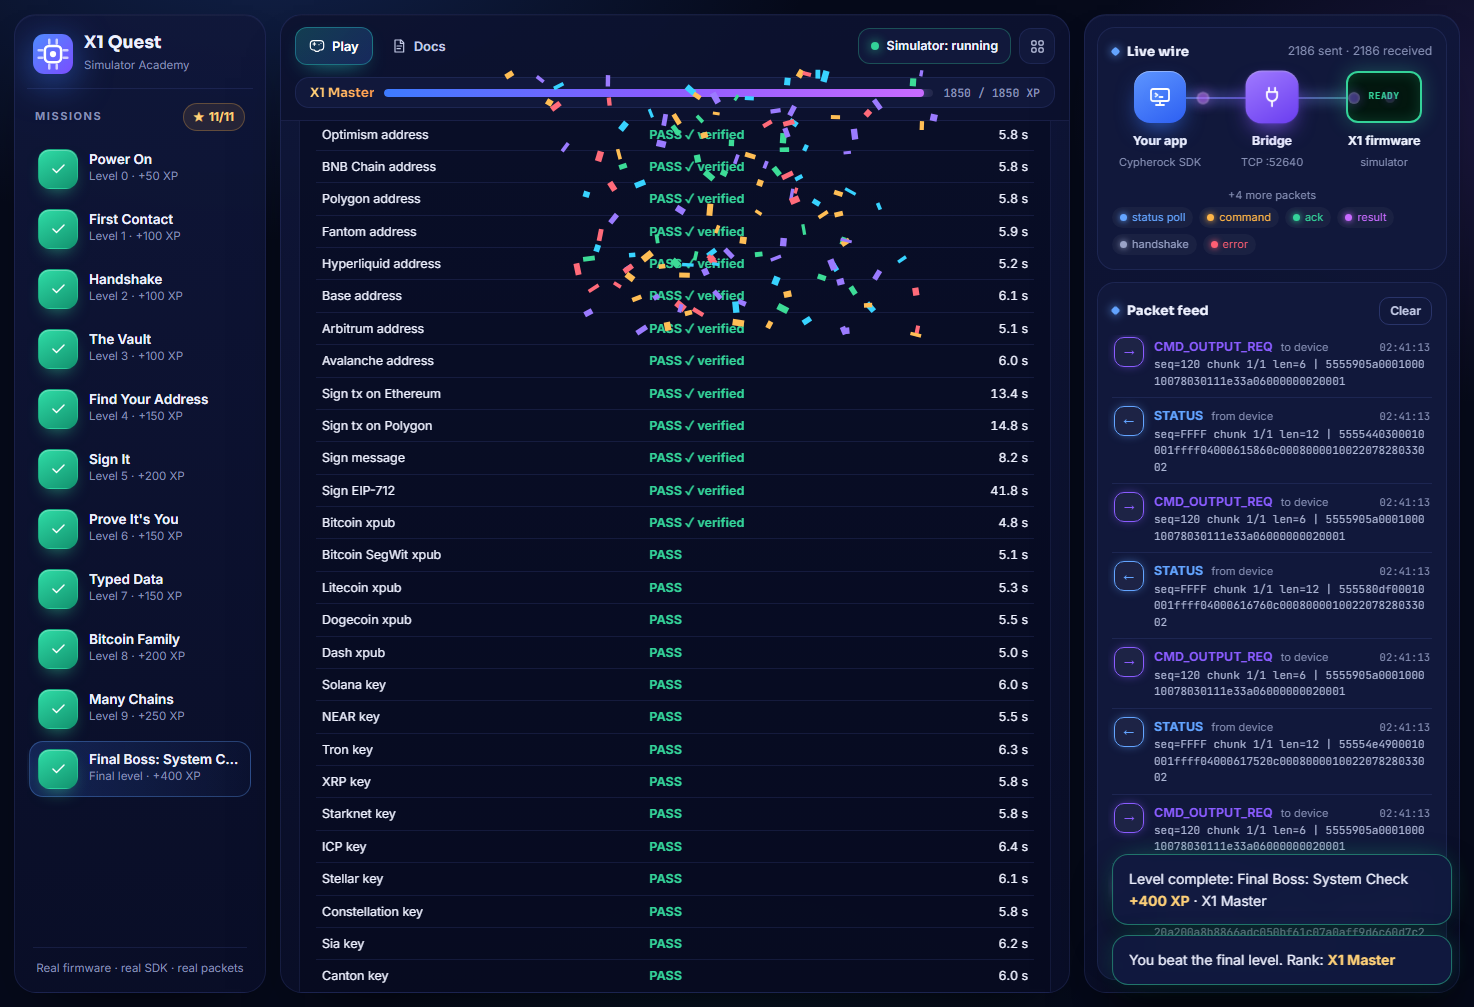 X1 Quest
Simulator Academy
MISSIONS
★ 11/11
Power On
Level 0 · +50 XP
First Contact
Level 1 · +100 XP
Handshake
Level 2 · +100 XP
The Vault
Level 3 · +100 XP
Find Your Address
Level 4 · +150 XP
Sign It
Level 5 · +200 XP
Prove It's You
Level 6 · +150 XP
Typed Data
Level 7 · +150 XP
Bitcoin Family
Level 8 · +200 XP
Many Chains
Level 9 · +250 XP
Final Boss: System C...
Final level · +400 XP
Real firmware · real SDK · real packets
Play
Docs
Simulator: running
X1 Master
1850 / 1850 XP
Optimism address PASS ✓ verified 5.8 s
BNB Chain address PASS ✓ verified 5.8 s
Polygon address PASS ✓ verified 5.8 s
Fantom address PASS ✓ verified 5.9 s
Hyperliquid address PASS ✓ verified 5.2 s
Base address PASS ✓ verified 6.1 s
Arbitrum address PASS ✓ verified 5.1 s
Avalanche address PASS ✓ verified 6.0 s
Sign tx on Ethereum PASS ✓ verified 13.4 s
Sign tx on Polygon PASS ✓ verified 14.8 s
Sign message PASS ✓ verified 8.2 s
Sign EIP-712 PASS ✓ verified 41.8 s
Bitcoin xpub PASS ✓ verified 4.8 s
Bitcoin SegWit xpub PASS 5.1 s
Litecoin xpub PASS 5.3 s
Dogecoin xpub PASS 5.5 s
Dash xpub PASS 5.0 s
Solana key PASS 6.0 s
NEAR key PASS 5.5 s
Tron key PASS 6.3 s
XRP key PASS 5.8 s
Starknet key PASS 5.8 s
ICP key PASS 6.4 s
Stellar key PASS 6.1 s
Constellation key PASS 5.8 s
Sia key PASS 6.2 s
Canton key PASS 6.0 s
Live wire
2186 sent · 2186 received
READY
Your app
Cypherock SDK
Bridge
TCP :52640
X1 firmware
simulator
+4 more packets
status poll
command
ack
result
handshake
error
Packet feed
Clear
→ CMD_OUTPUT_REQ to device 02:41:13
seq=120 chunk 1/1 len=6 | 5555905a0001000
10078030111e33a06000000020001
← STATUS from device 02:41:13
seq=FFFF chunk 1/1 len=12 | 5555440300010
001ffff04000615860c0008000010022078280330
02
→ CMD_OUTPUT_REQ to device 02:41:13
seq=120 chunk 1/1 len=6 | 5555905a0001000
10078030111e33a06000000020001
← STATUS from device 02:41:13
seq=FFFF chunk 1/1 len=12 | 555580df00010
001ffff04000616760c0008000010022078280330
02
→ CMD_OUTPUT_REQ to device 02:41:13
seq=120 chunk 1/1 len=6 | 5555905a0001000
10078030111e33a06000000020001
← STATUS from device 02:41:13
seq=FFFF chunk 1/1 len=12 | 55554e4900010
001ffff04000617520c0008000010022078280330
02
→ CMD_OUTPUT_REQ to device 02:41:13
seq=120 chunk 1/1 len=6 | 5555905a0001000
10078030111e33a06000000020001
Level complete: Final Boss: System Check
+400 XP · X1 Master
You beat the final level. Rank: X1 Master